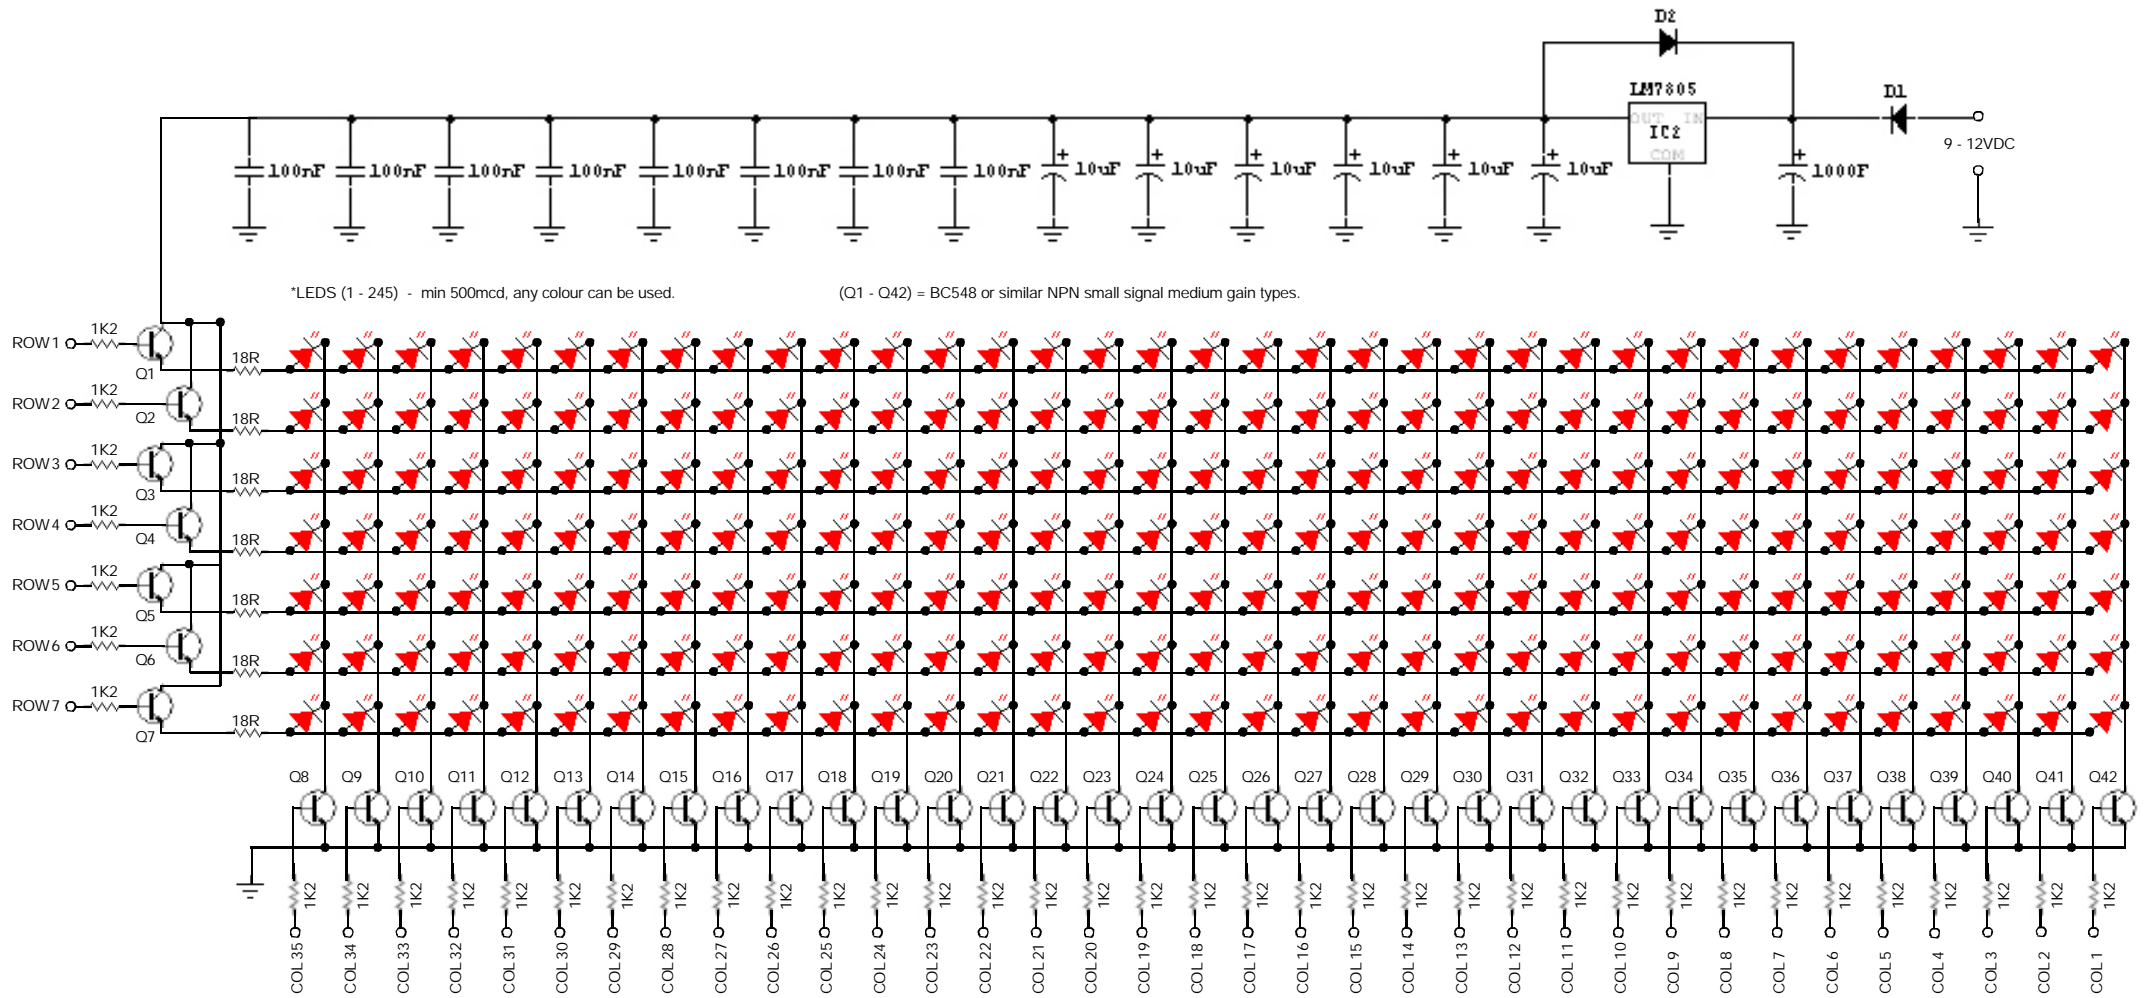 D2
LM7805
D1
OUT IN
IC2
COM
9 - 12VDC
100nF 100nF 100nF 100nF 100nF 100nF 100nF 100nF 10uF 10uF 10uF 10uF 10uF 10uF 1000F
*LEDS (1 - 245) - min 500mcd, any colour can be used.
(Q1 - Q42) = BC548 or similar NPN small signal medium gain types.
ROW1 1K2 Q1 18R
ROW2 1K2 Q2 18R
ROW3 1K2 Q3 18R
ROW4 1K2 Q4 18R
ROW5 1K2 Q5 18R
ROW6 1K2 Q6 18R
ROW7 1K2 Q7 18R
Q8 Q9 Q10 Q11 Q12 Q13 Q14 Q15 Q16 Q17 Q18 Q19 Q20 Q21 Q22 Q23 Q24 Q25 Q26 Q27 Q28 Q29 Q30 Q31 Q32 Q33 Q34 Q35 Q36 Q37 Q38 Q39 Q40 Q41 Q42
1K2 1K2 1K2 1K2 1K2 1K2 1K2 1K2 1K2 1K2 1K2 1K2 1K2 1K2 1K2 1K2 1K2 1K2 1K2 1K2 1K2 1K2 1K2 1K2 1K2 1K2 1K2 1K2 1K2 1K2 1K2 1K2 1K2 1K2 1K2
COL35 COL34 COL33 COL32 COL31 COL30 COL29 COL28 COL27 COL26 COL25 COL24 COL23 COL22 COL21 COL20 COL19 COL18 COL17 COL16 COL15 COL14 COL13 COL12 COL11 COL10 COL9 COL8 COL7 COL6 COL5 COL4 COL3 COL2 COL1